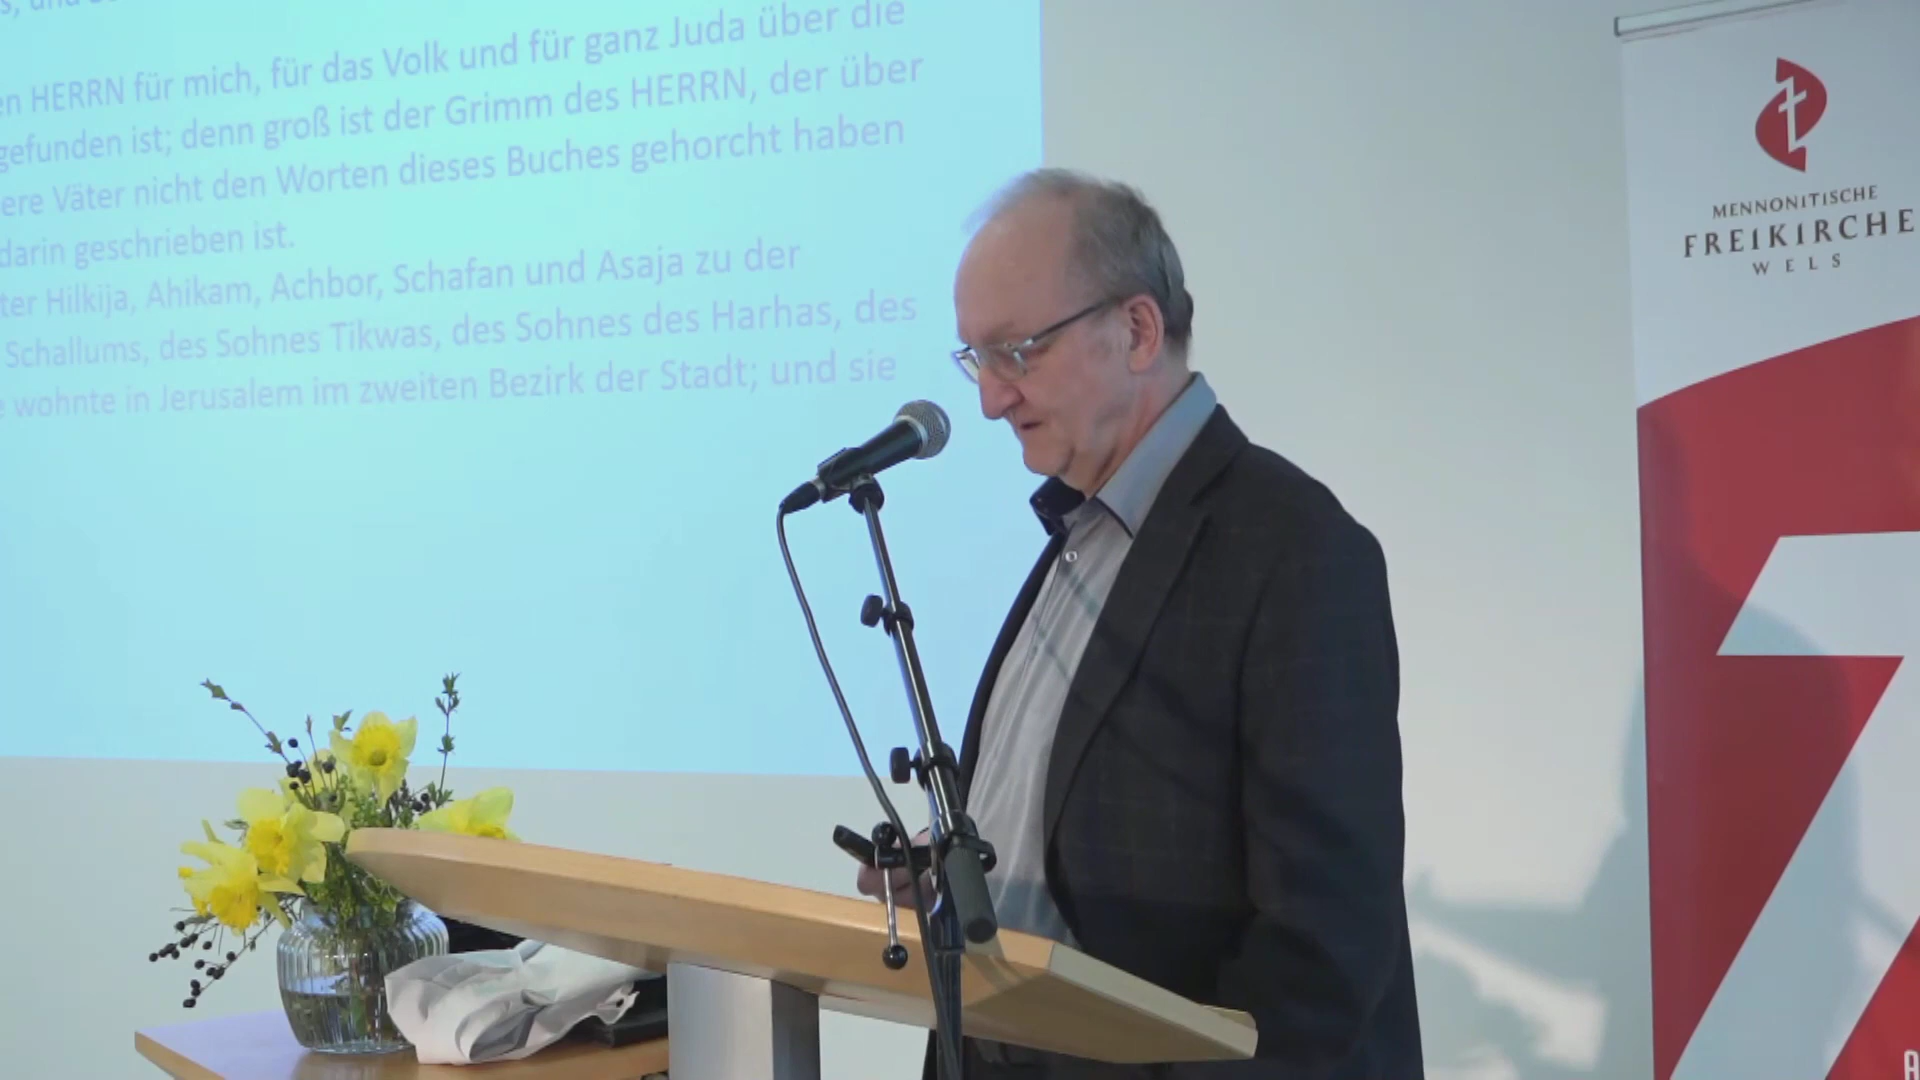 en HERRN für mich, für das Volk und für ganz Juda über die
gefunden ist; denn groß ist der Grimm des HERRN, der über
ere Väter nicht den Worten dieses Buches gehorcht haben
darin geschrieben ist.
ter Hilkija, Ahikam, Achbor, Schafan und Asaja zu der
Schallums, des Sohnes Tikwas, des Sohnes des Harhas, des
e wohnte in Jerusalem im zweiten Bezirk der Stadt; und sie
MENNONITISCHE
FREIKIRCHE
WELS